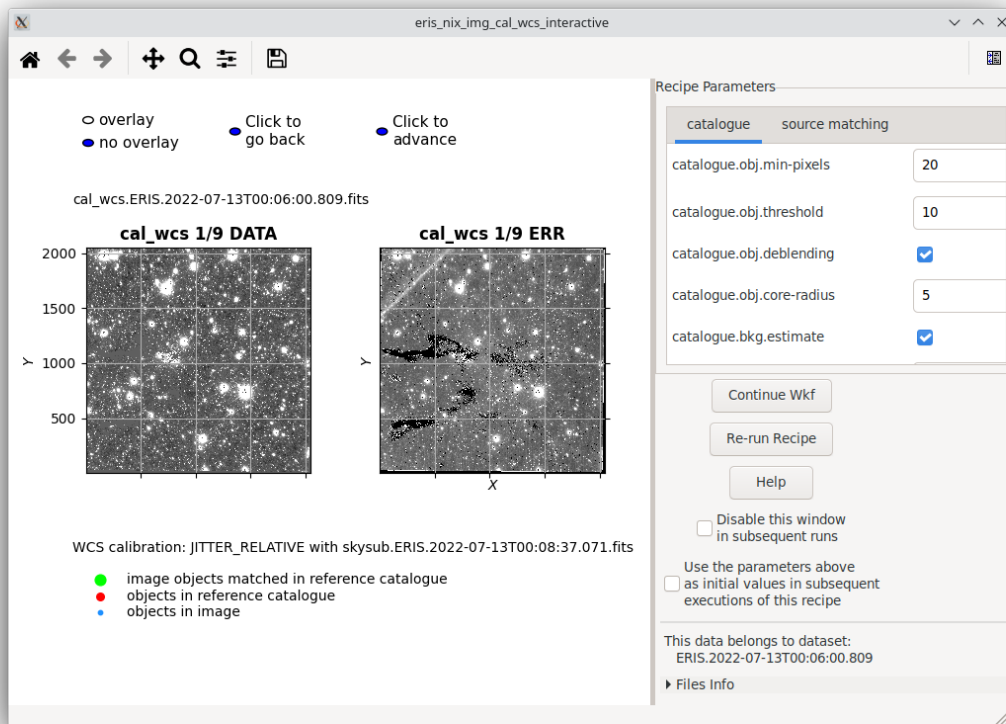 eris_nix_img_cal_wcs_interactive
overlay
no overlay
Click to
go back
Click to
advance
cal_wcs.ERIS.2022-07-13T00:06:00.809.fits
cal_wcs 1/9 DATA
cal_wcs 1/9 ERR
2000
1500
1000
500
Y
Y
X
WCS calibration: JITTER_RELATIVE with skysub.ERIS.2022-07-13T00:08:37.071.fits
image objects matched in reference catalogue
objects in reference catalogue
objects in image
Recipe Parameters
catalogue
source matching
catalogue.obj.min-pixels
20
catalogue.obj.threshold
10
catalogue.obj.deblending
catalogue.obj.core-radius
5
catalogue.bkg.estimate
Continue Wkf
Re-run Recipe
Help
Disable this window
in subsequent runs
Use the parameters above
as initial values in subsequent
executions of this recipe
This data belongs to dataset:
ERIS.2022-07-13T00:06:00.809
Files Info